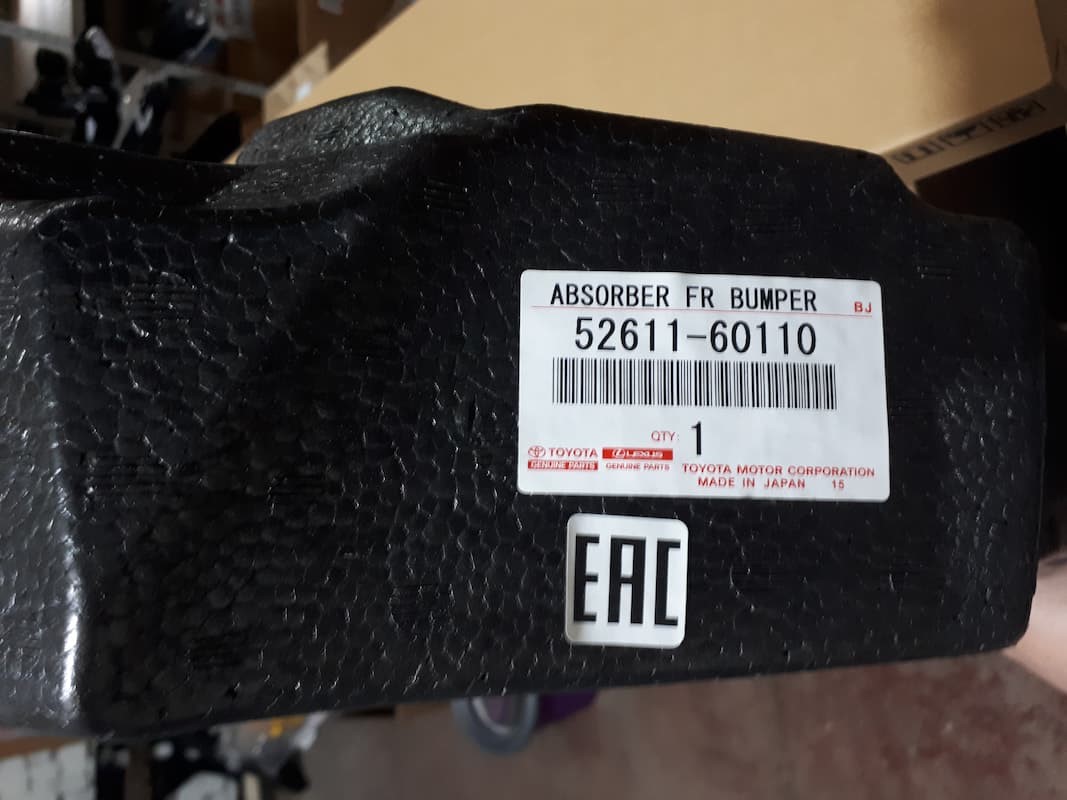 ABSORBER FR BUMPER
BJ
52611-60110
QTY: 1
TOYOTA
GENUINE PARTS
LEXUS
GENUINE PARTS
TOYOTA MOTOR CORPORATION
MADE IN JAPAN 15
EAC